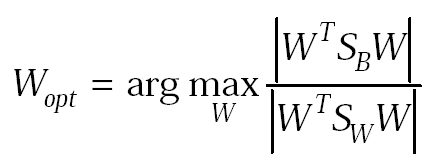 W_opt = arg max_W |W^T S_B W| / |W^T S_W W|